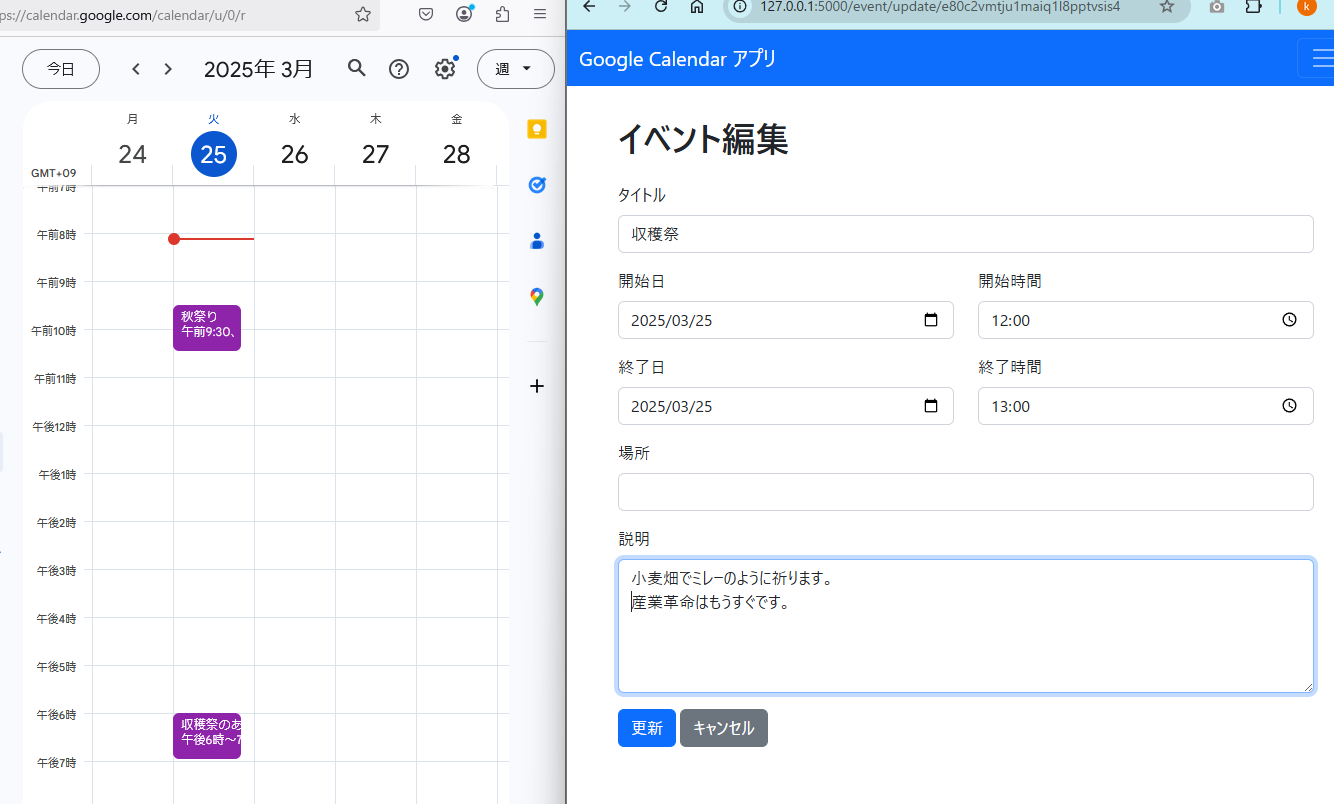 ps://calendar.google.com/calendar/u/0/r
今日
2025年 3月
週
月
火
水
木
金
24
25
26
27
28
GMT+09
午前7時
午前8時
午前9時
秋祭り
午前9:30、
午前10時
午前11時
午後12時
午後1時
午後2時
午後3時
午後4時
午後5時
午後6時
収穫祭のあ
午後6時～7
午後7時
127.0.0.1:5000/event/update/e80c2vmtju1maiq1l8pptvsis4
k
Google Calendar アプリ
イベント編集
タイトル
収穫祭
開始日
開始時間
2025/03/25
12:00
終了日
終了時間
2025/03/25
13:00
場所
説明
小麦畑でミレーのように祈ります。
産業革命はもうすぐです。
更新
キャンセル